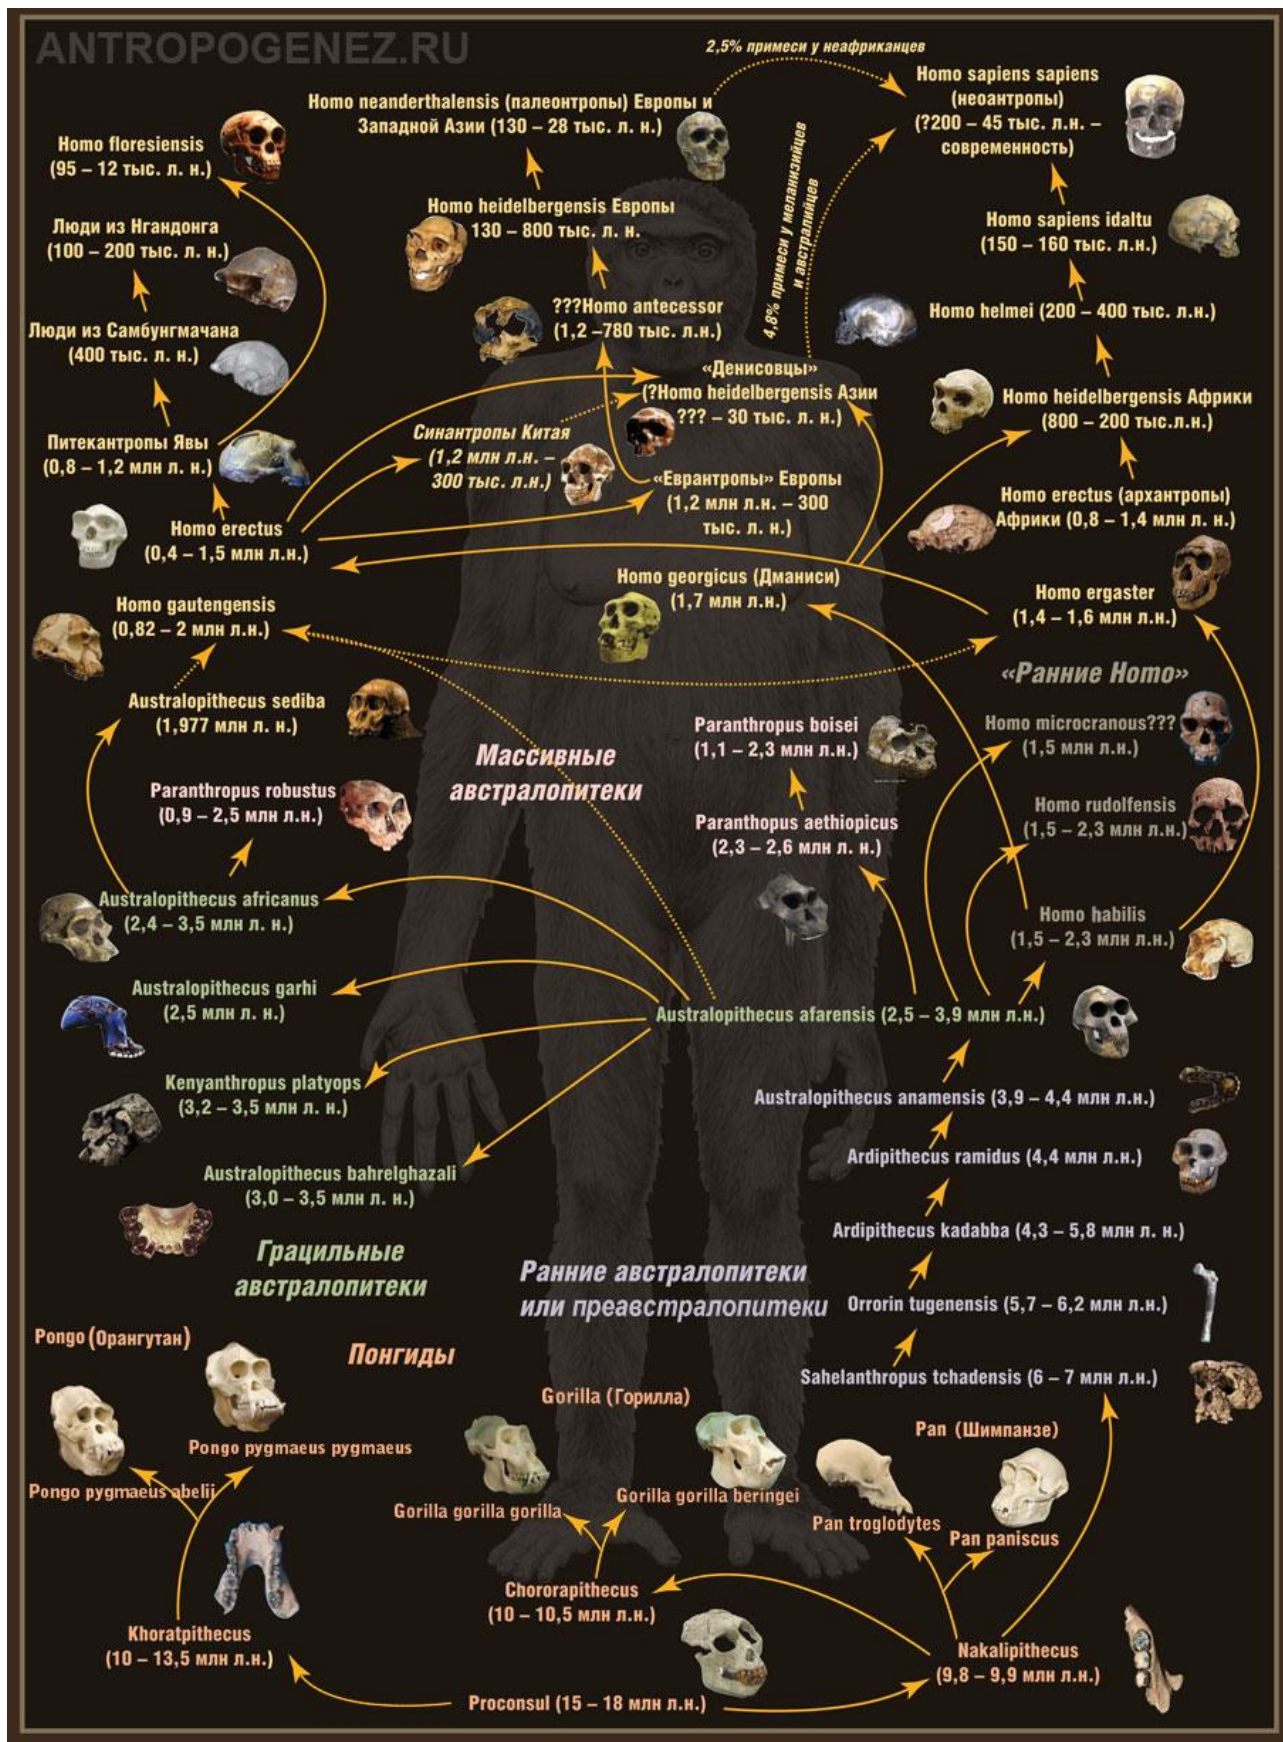 ANTROPOGENEZ.RU
2,5% примеси у неафриканцев
Homo sapiens sapiens
(неоантропы)
(?200 – 45 тыс. л.н. –
современность)
Homo neanderthalensis (палеонтропы) Европы и
Западной Азии (130 – 28 тыс. л. н.)
Homo floresiensis
(95 – 12 тыс. л. н.)
4,8% примеси у меланизийцев
и австралийцев
Homo heidelbergensis Европы
130 – 800 тыс. л. н.
Homo sapiens idaltu
(150 – 160 тыс. л.н.)
Люди из Нгандонга
(100 – 200 тыс. л. н.)
???Homo antecessor
(1,2 –780 тыс. л.н.)
Homo helmei (200 – 400 тыс. л.н.)
Люди из Самбунгмачана
(400 тыс. л. н.)
«Денисовцы»
(?Homo heidelbergensis Азии
??? – 30 тыс. л. н.)
Homo heidelbergensis Африки
(800 – 200 тыс.л.н.)
Питекантропы Явы
(0,8 – 1,2 млн л. н.)
Синантропы Китая
(1,2 млн л.н. –
300 тыс. л.н.)
«Еврантропы» Европы
(1,2 млн л.н. – 300
тыс. л. н.)
Homo erectus (архантропы)
Африки (0,8 – 1,4 млн л. н.)
Homo erectus
(0,4 – 1,5 млн л.н.)
Homo georgicus (Дманиси)
(1,7 млн л.н.)
Homo ergaster
(1,4 – 1,6 млн л.н.)
Homo gautengensis
(0,82 – 2 млн л.н.)
«Ранние Homo»
Australopithecus sediba
(1,977 млн л. н.)
Homo microcranous???
(1,5 млн л.н.)
Paranthropus boisei
(1,1 – 2,3 млн л.н.)
Массивные
австралопитеки
Paranthropus robustus
(0,9 – 2,5 млн л.н.)
Homo rudolfensis
(1,5 – 2,3 млн л.н.)
Paranthopus aethiopicus
(2,3 – 2,6 млн л. н.)
Australopithecus africanus
(2,4 – 3,5 млн л. н.)
Homo habilis
(1,5 – 2,3 млн л.н.)
Australopithecus garhi
(2,5 млн л. н.)
Australopithecus afarensis (2,5 – 3,9 млн л.н.)
Kenyanthropus platyops
(3,2 – 3,5 млн л. н.)
Australopithecus anamensis (3,9 – 4,4 млн л.н.)
Ardipithecus ramidus (4,4 млн л.н.)
Australopithecus bahrelghazali
(3,0 – 3,5 млн л. н.)
Ardipithecus kadabba (4,3 – 5,8 млн л. н.)
Грацильные
австралопитеки
Ранние австралопитеки
или преавстралопитеки
Orrorin tugenensis (5,7 – 6,2 млн л.н.)
Sahelanthropus tchadensis (6 – 7 млн л.н.)
Pongo (Орангутан)
Понгиды
Gorilla (Горилла)
Pan (Шимпанзе)
Pongo pygmaeus pygmaeus
Pongo pygmaeus abelii
Gorilla gorilla beringei
Gorilla gorilla gorilla
Pan troglodytes
Pan paniscus
Chororapithecus
(10 – 10,5 млн л.н.)
Khoratpithecus
(10 – 13,5 млн л.н.)
Nakalipithecus
(9,8 – 9,9 млн л.н.)
Proconsul (15 – 18 млн л.н.)